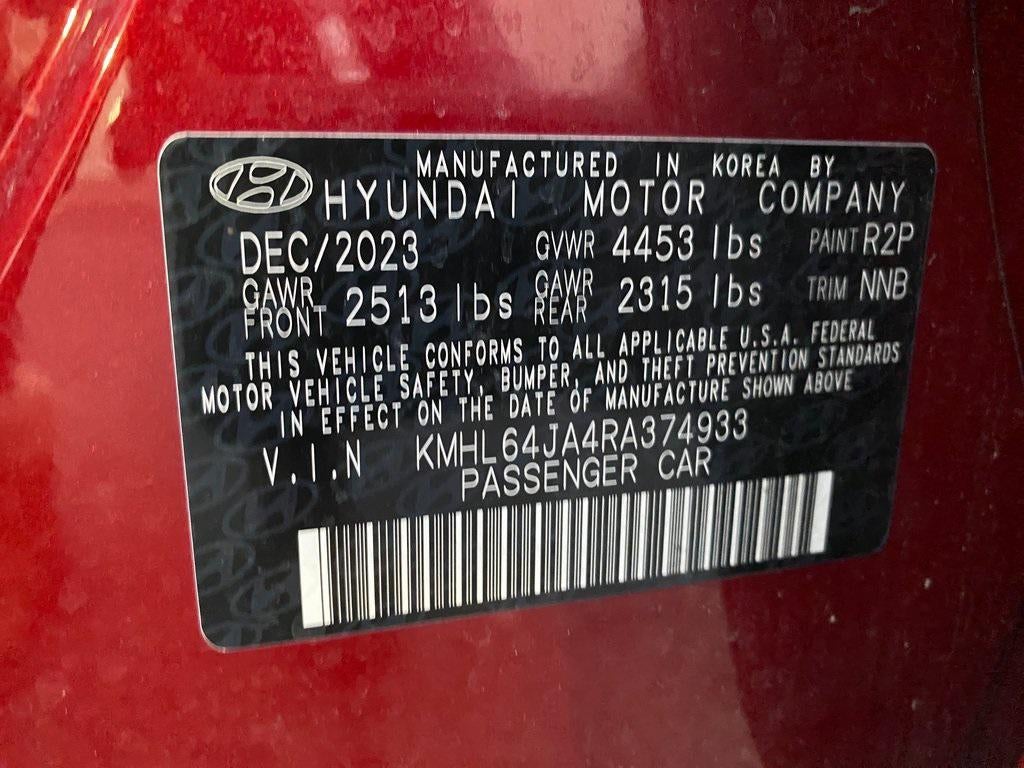 MANUFACTURED IN KOREA BY
HYUNDAI MOTOR COMPANY
DEC/2023 GVWR 4453 lbs PAINT R2P
GAWR FRONT 2513 lbs GAWR REAR 2315 lbs TRIM NNB
THIS VEHICLE CONFORMS TO ALL APPLICABLE U.S.A. FEDERAL
MOTOR VEHICLE SAFETY, BUMPER, AND THEFT PREVENTION STANDARDS
IN EFFECT ON THE DATE OF MANUFACTURE SHOWN ABOVE
V.I.N KMHL64JA4RA374933
PASSENGER CAR